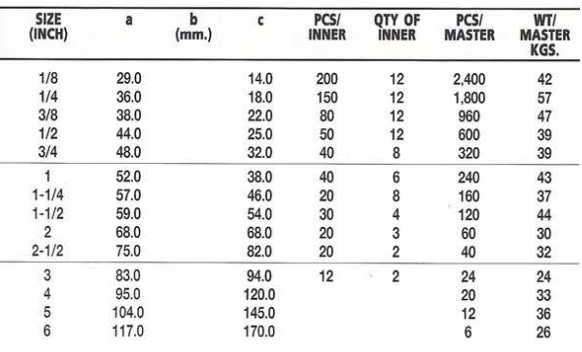 SIZE (INCH) a b (mm.) c PCS/ INNER QTY OF INNER PCS/ MASTER WT/ MASTER KGS.
1/8 29.0 14.0 200 12 2,400 42
1/4 36.0 18.0 150 12 1,800 57
3/8 38.0 22.0 80 12 960 47
1/2 44.0 25.0 50 12 600 39
3/4 48.0 32.0 40 8 320 39
1 52.0 38.0 40 6 240 43
1-1/4 57.0 46.0 20 8 160 37
1-1/2 59.0 54.0 30 4 120 44
2 68.0 68.0 20 3 60 30
2-1/2 75.0 82.0 20 2 40 32
3 83.0 94.0 12 2 24 24
4 95.0 120.0 20 33
5 104.0 145.0 12 36
6 117.0 170.0 6 26